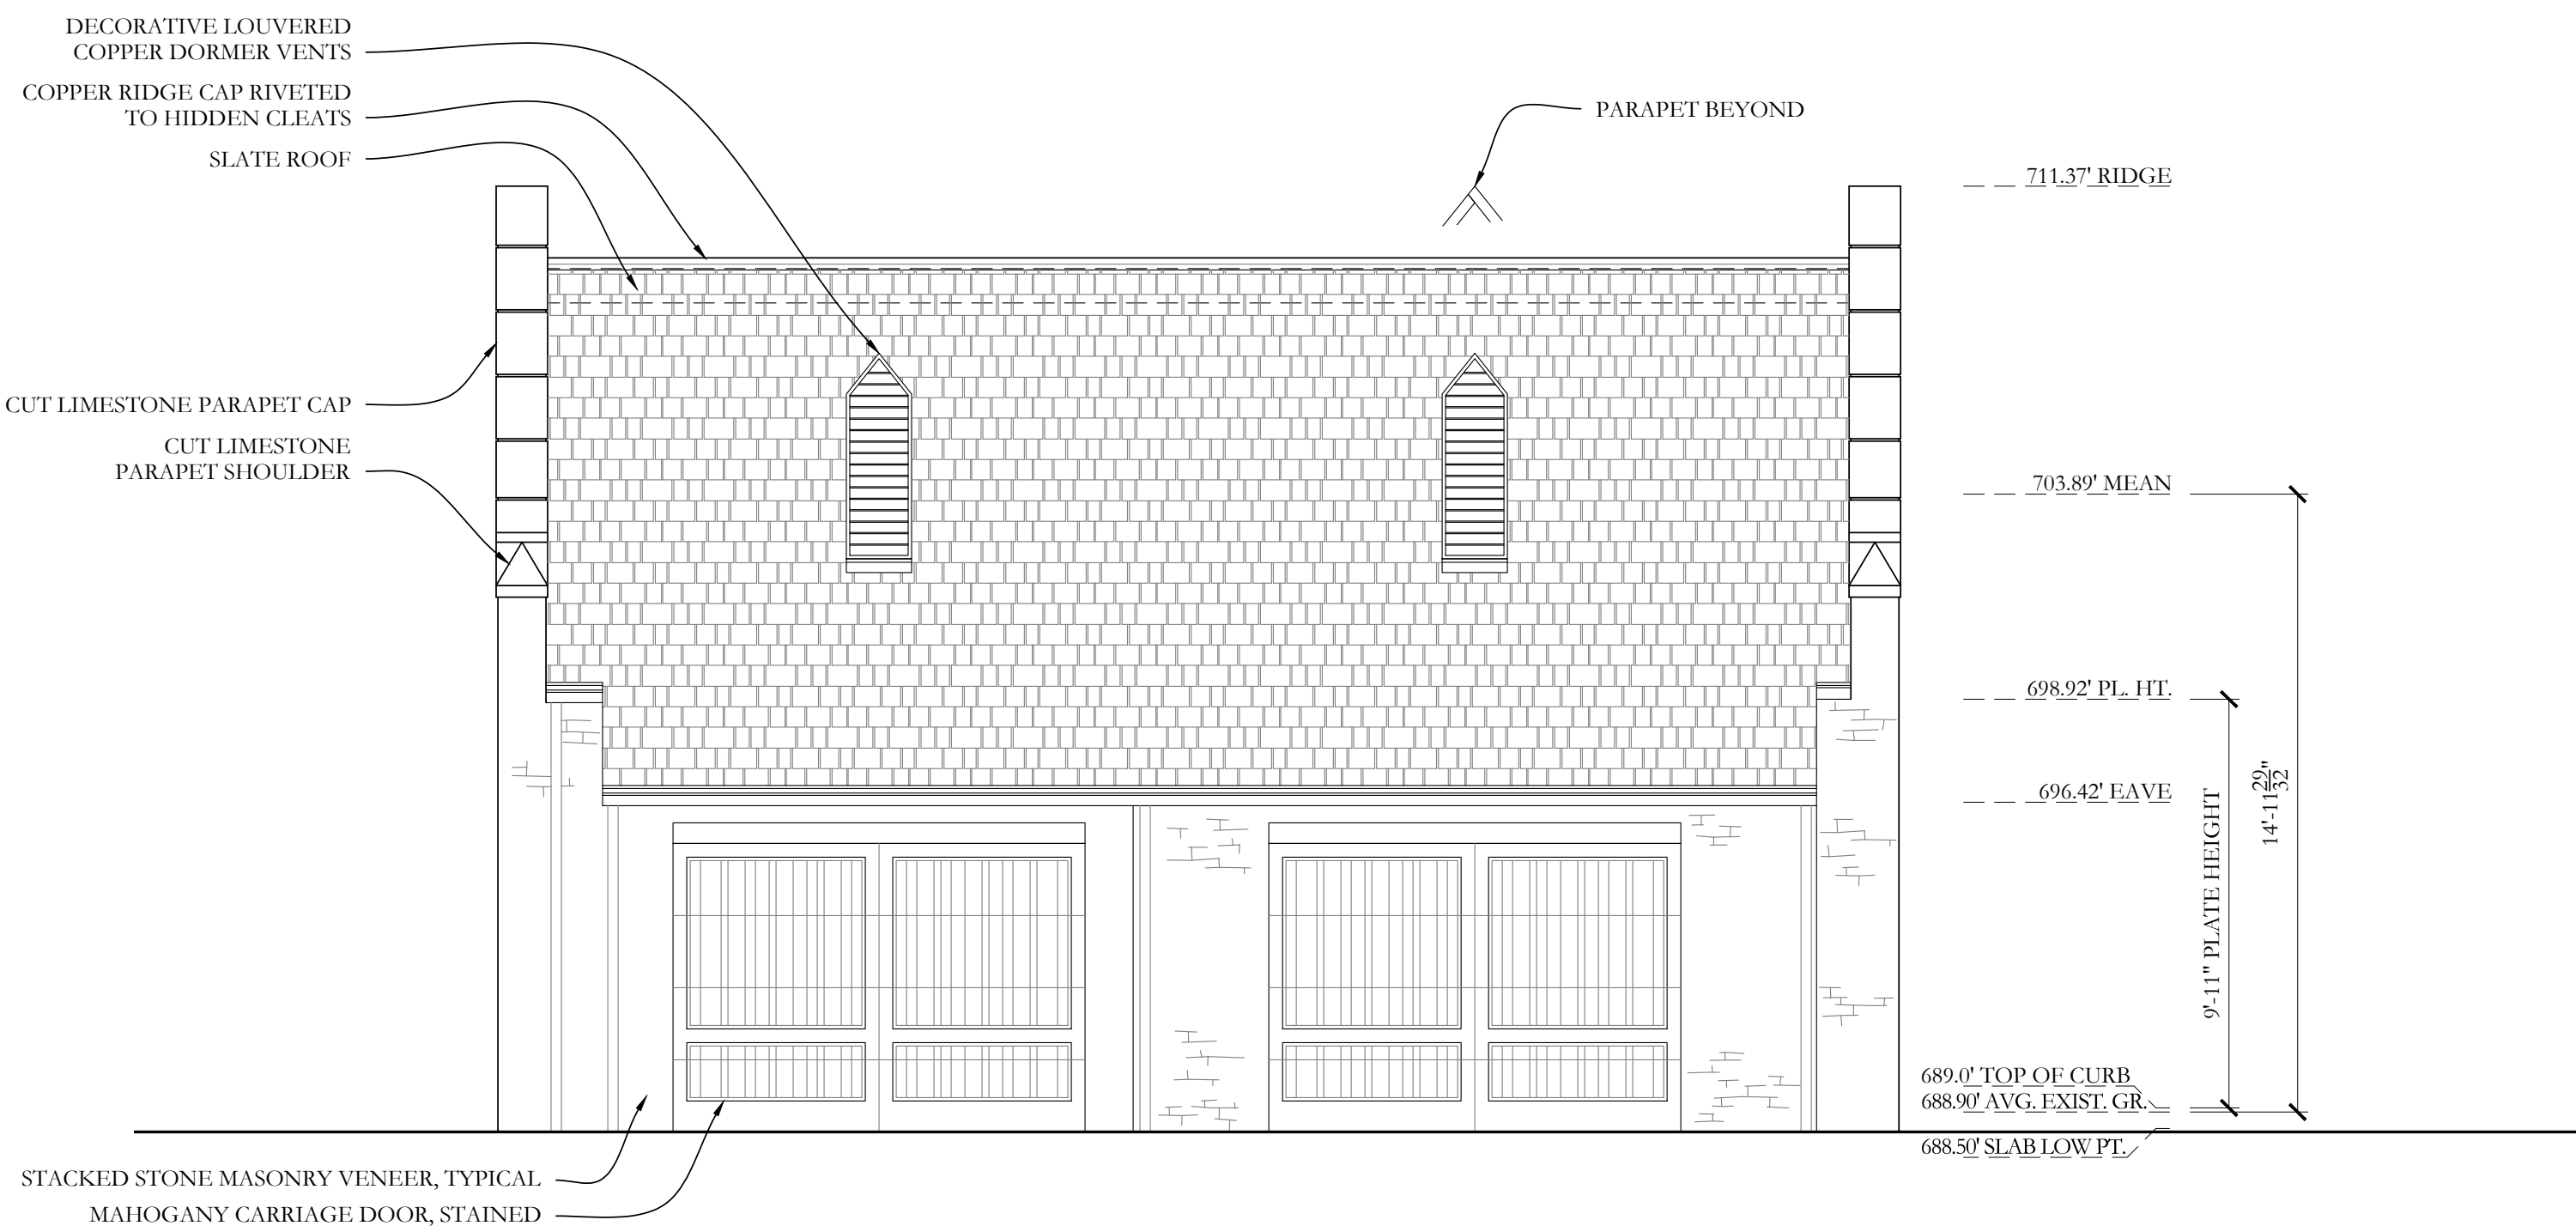 DECORATIVE LOUVERED
COPPER DORMER VENTS
COPPER RIDGE CAP RIVETED
TO HIDDEN CLEATS
SLATE ROOF
CUT LIMESTONE PARAPET CAP
CUT LIMESTONE
PARAPET SHOULDER
STACKED STONE MASONRY VENEER, TYPICAL
MAHOGANY CARRIAGE DOOR, STAINED
PARAPET BEYOND
711.37' RIDGE
703.89' MEAN
698.92' PL. HT.
696.42' EAVE
689.0' TOP OF CURB
688.90' AVG. EXIST. GR.
688.50' SLAB LOW PT.
9'-11" PLATE HEIGHT
14'-11 29/32"